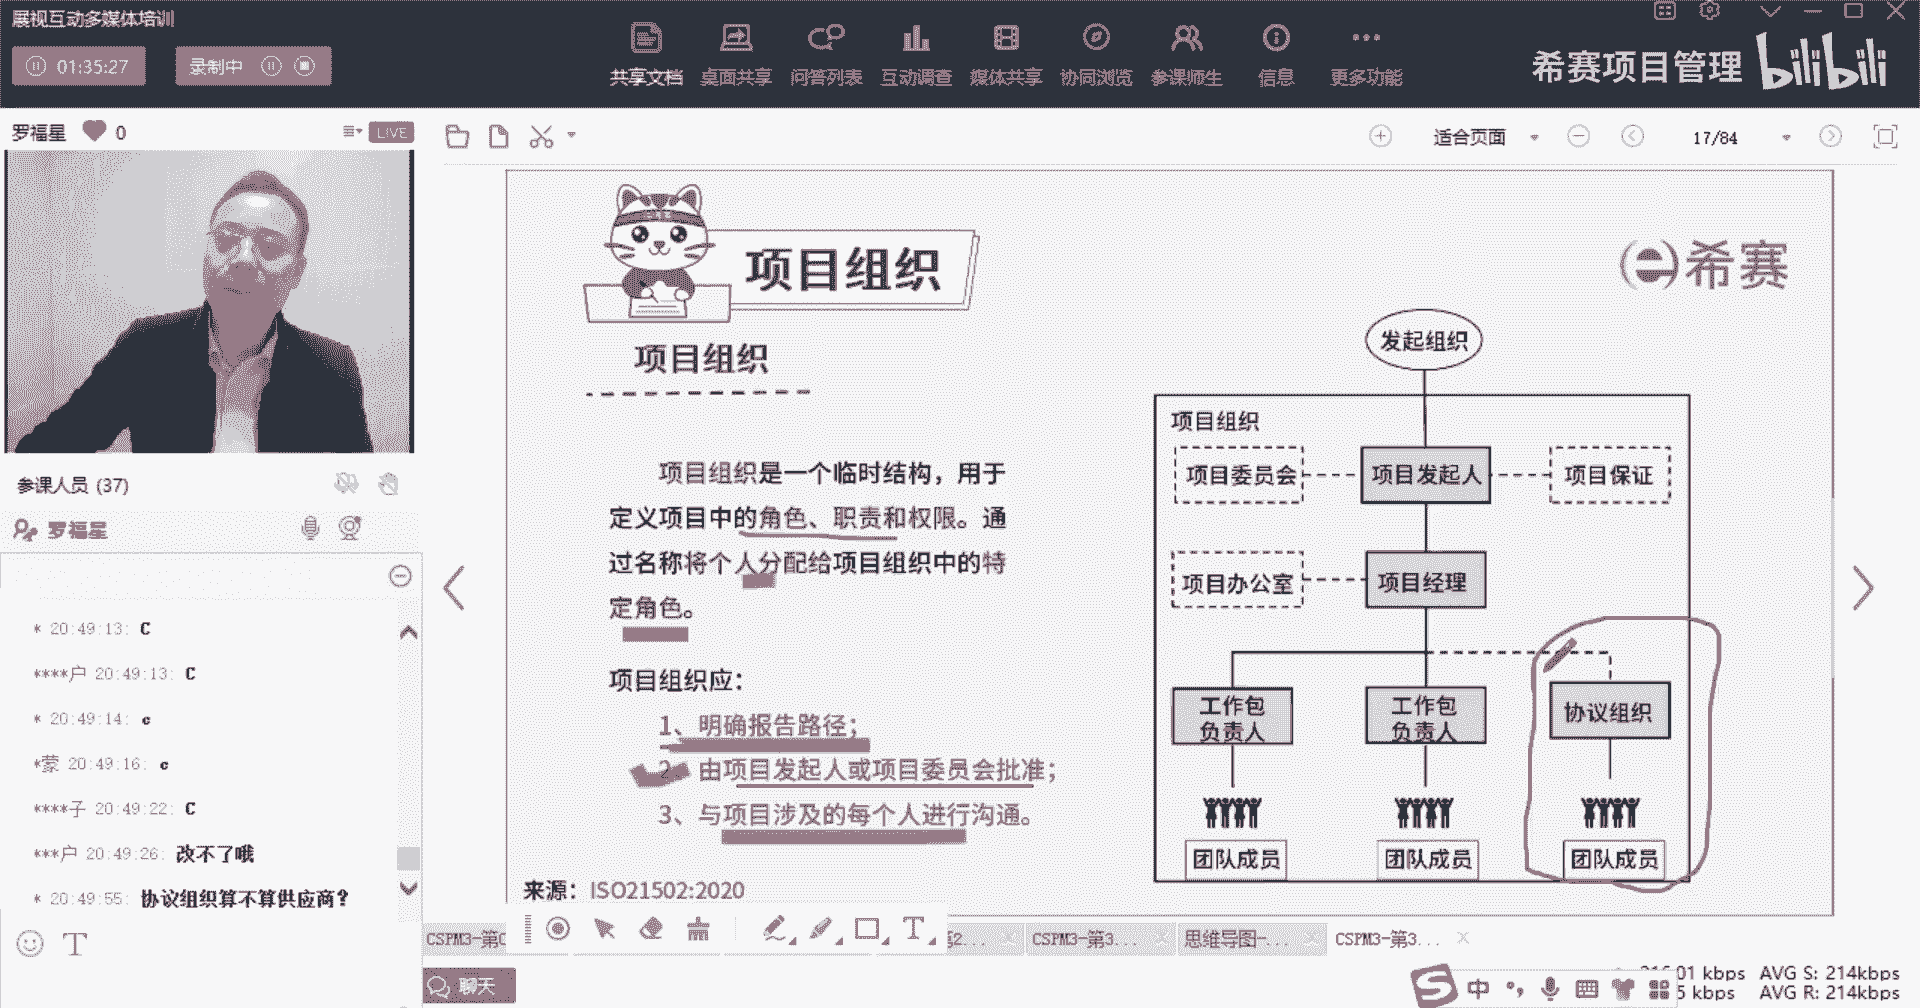 展视互动多媒体培训
01:35:27
录制中
共享文档 桌面共享 问答列表 互动调查 媒体共享 协同浏览 参课师生 信息 更多功能
希赛项目管理 bilibili
罗福星 0
LIVE
适合页面
17/84
参课人员 (37)
罗福星
* 20:49:13: C
****户 20:49:13: C
* 20:49:14: c
*蒙 20:49:16: c
****子 20:49:22: C
***户 20:49:26: 改不了哦
* 20:49:55: 协议组织算不算供应商?
T
聊天
项目组织
希赛
项目组织
项目组织是一个临时结构，用于
定义项目中的角色、职责和权限。通
过名称将个人分配给项目组织中的特
定角色。
项目组织应：
1、明确报告路径；
2、由项目发起人或项目委员会批准；
3、与项目涉及的每个人进行沟通。
来源：ISO21502:2020
发起组织
项目组织
项目委员会
项目发起人
项目保证
项目办公室
项目经理
工作包
负责人
工作包
负责人
协议组织
团队成员
团队成员
团队成员
T
CSPM3-第3...
思维导图-...
CSPM3-第3...
中
01 kbps AVG S: 214kbps
kbps AVG R: 214kbps